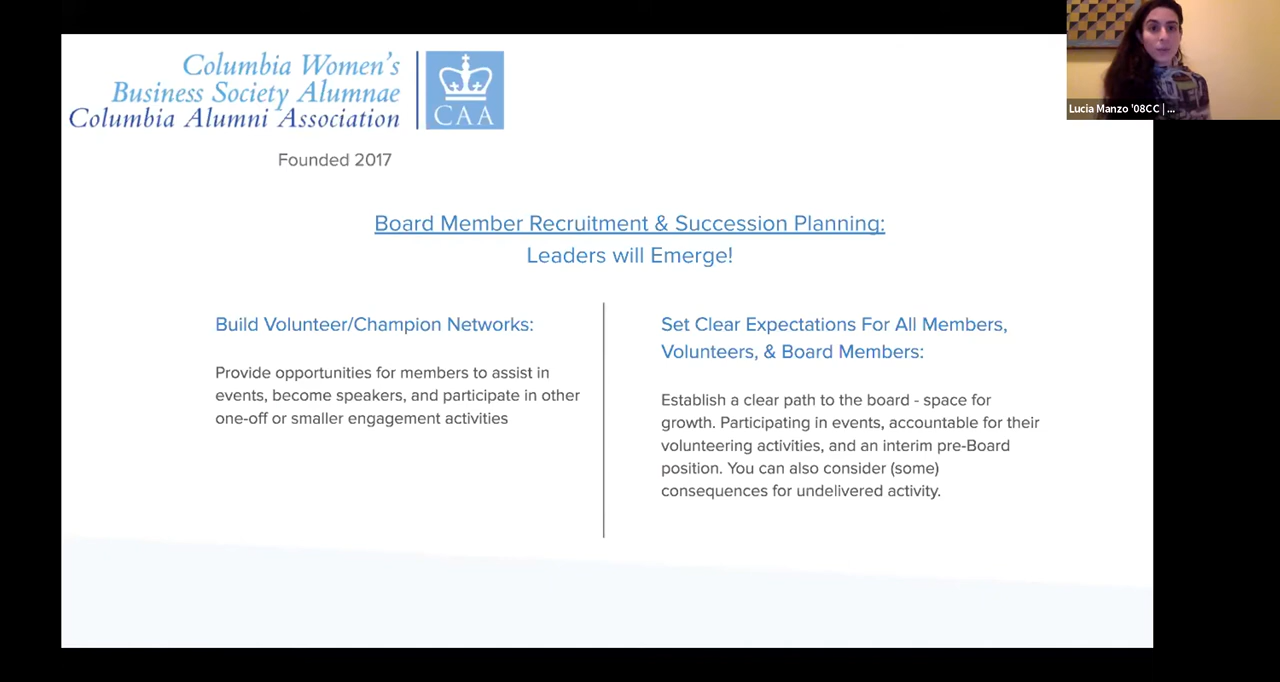 Columbia Women's
Business Society Alumnae
Columbia Alumni Association
CAA
Founded 2017
Lucia Manzo '08CC | ...
Board Member Recruitment & Succession Planning:
Leaders will Emerge!
Build Volunteer/Champion Networks:
Provide opportunities for members to assist in
events, become speakers, and participate in other
one-off or smaller engagement activities
Set Clear Expectations For All Members,
Volunteers, & Board Members:
Establish a clear path to the board - space for
growth. Participating in events, accountable for their
volunteering activities, and an interim pre-Board
position. You can also consider (some)
consequences for undelivered activity.